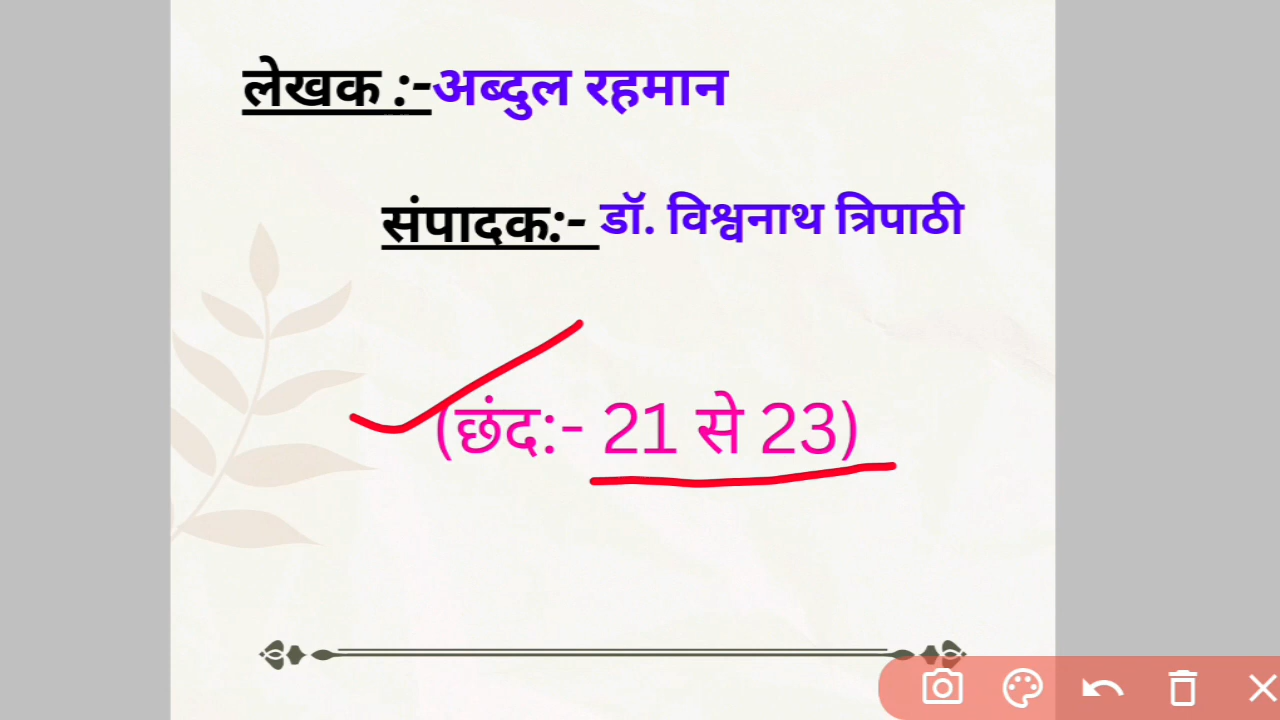 लेखक :-अब्दुल रहमान
संपादक:- डॉ. विश्वनाथ त्रिपाठी
(छंद:- 21 से 23)